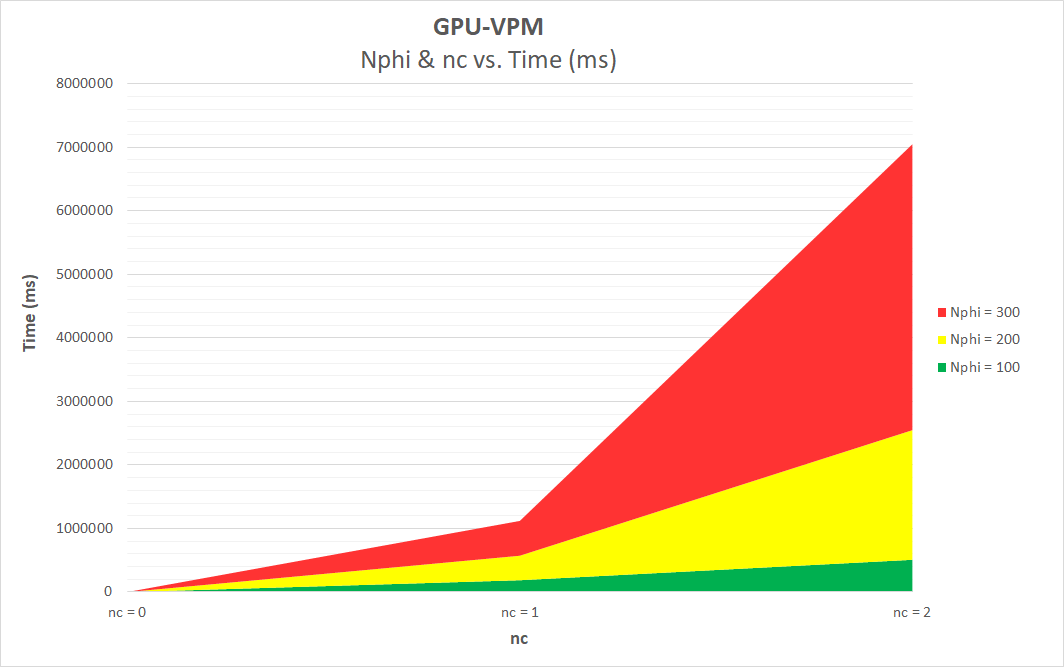 GPU-VPM
Nphi & nc vs. Time (ms)
8000000
7000000
6000000
5000000
4000000
3000000
2000000
1000000
0
Time (ms)
nc = 0
nc = 1
nc = 2
nc
Nphi = 300
Nphi = 200
Nphi = 100